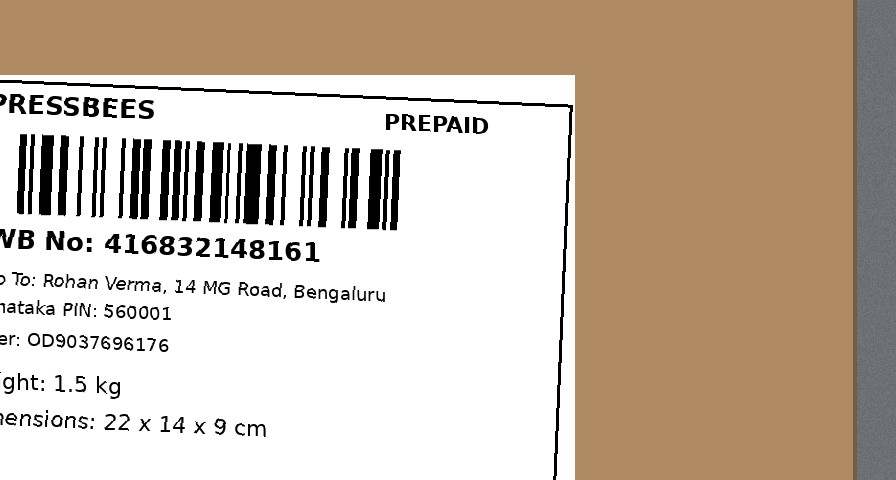 PRESSBEES
PREPAID
WB No: 416832148161
To: Rohan Verma, 14 MG Road, Bengaluru
nataka PIN: 560001
er: OD9037696176
ght: 1.5 kg
ensions: 22 x 14 x 9 cm